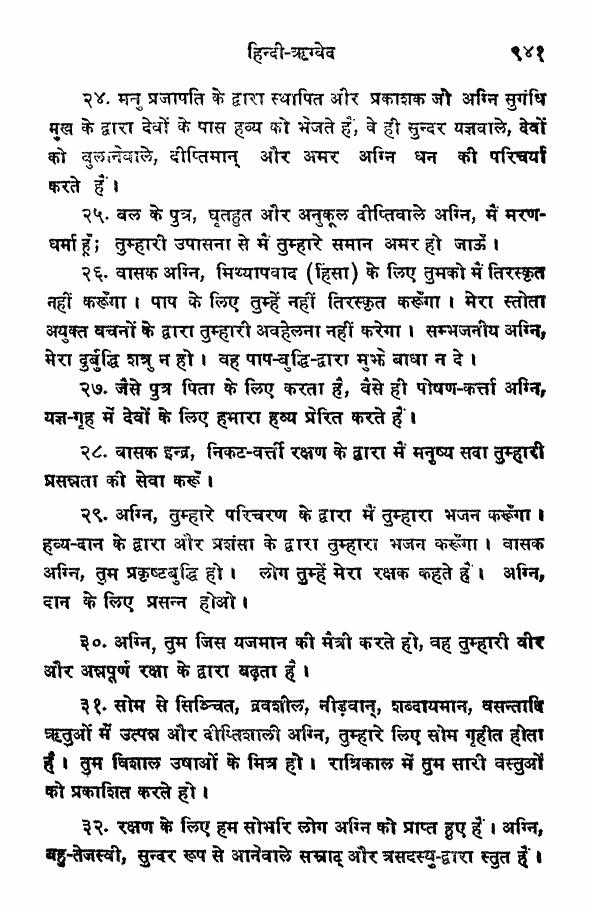 हिन्दी-ऋग्वेद ९४१
२४. मनु प्रजापति के द्वारा स्थापित और प्रकाशक जो अग्नि सुगंधि
मुख के द्वारा देवों के पास हव्य को भेजते हैं, वे ही सुन्दर यज्ञवाले, देवों
को बुलानेवाले, दीप्तिमान् और अमर अग्नि धन की परिचर्या
करते हैं।
२५. बल के पुत्र, घृतहुत और अनुकूल दीप्तिवाले अग्नि, मैं मरण-
धर्मा हूँ; तुम्हारी उपासना से मैं तुम्हारे समान अमर हो जाऊँ।
२६. वासक अग्नि, मिथ्यापवाद (हिंसा) के लिए तुमको मैं तिरस्कृत
नहीं करूँगा। पाप के लिए तुम्हें नहीं तिरस्कृत करूँगा। मेरा स्तोता
अयुक्त वचनों के द्वारा तुम्हारी अवहेलना नहीं करेगा। सम्भजनीय अग्नि,
मेरा दुर्बुद्धि शत्रु न हो। वह पाप-बुद्धि-द्वारा मुझे बाधा न दे।
२७. जैसे पुत्र पिता के लिए करता है, वैसे ही पोषण-कर्त्ता अग्नि,
यज्ञ-गृह में देवों के लिए हमारा हव्य प्रेरित करते हैं।
२८. वासक इन्द्र, निकट-वर्त्ती रक्षण के द्वारा मैं मनुष्य सदा तुम्हारी
प्रसन्नता की सेवा करूँ।
२९. अग्नि, तुम्हारे परिचरण के द्वारा मैं तुम्हारा भजन करूँगा।
हव्य-दान के द्वारा और प्रशंसा के द्वारा तुम्हारा भजन करूँगा। वासक
अग्नि, तुम प्रकृष्टबुद्धि हो। लोग तुम्हें मेरा रक्षक कहते हैं। अग्नि,
दान के लिए प्रसन्न होओ।
३०. अग्नि, तुम जिस यजमान की मैत्री करते हो, वह तुम्हारी वीर
और अन्नपूर्ण रक्षा के द्वारा बढ़ता है।
३१. सोम से सिञ्चित, द्रवशील, नीड़वान्, शब्दायमान, वसन्तादि
ऋतुओं में उत्पन्न और दीप्तिशाली अग्नि, तुम्हारे लिए सोम गृहीत होता
है। तुम विशाल उषाओं के मित्र हो। रात्रिकाल में तुम सारी वस्तुओं
को प्रकाशित करते हो।
३२. रक्षण के लिए हम सोभरि लोग अग्नि को प्राप्त हुए हैं। अग्नि,
बहु-तेजस्वी, सुन्दर रूप से आनेवाले सम्राट् और त्रसदस्यु-द्वारा स्तुत हैं।